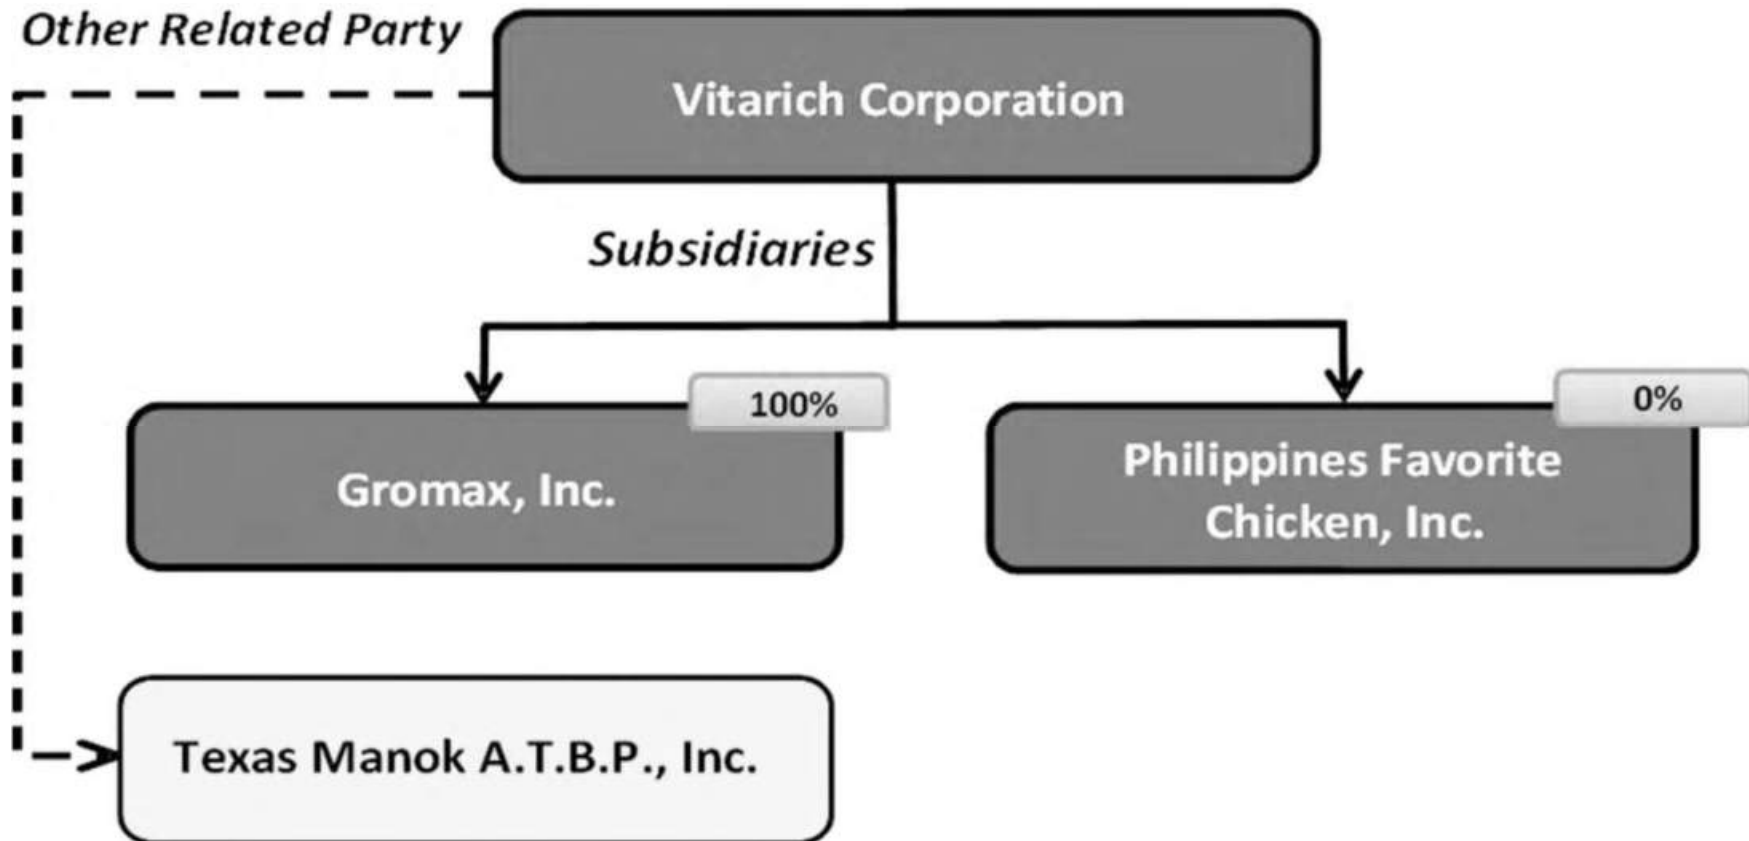 Other Related Party
Vitarich Corporation
Subsidiaries
100%
0%
Gromax, Inc.
Philippines Favorite
Chicken, Inc.
Texas Manok A.T.B.P., Inc.